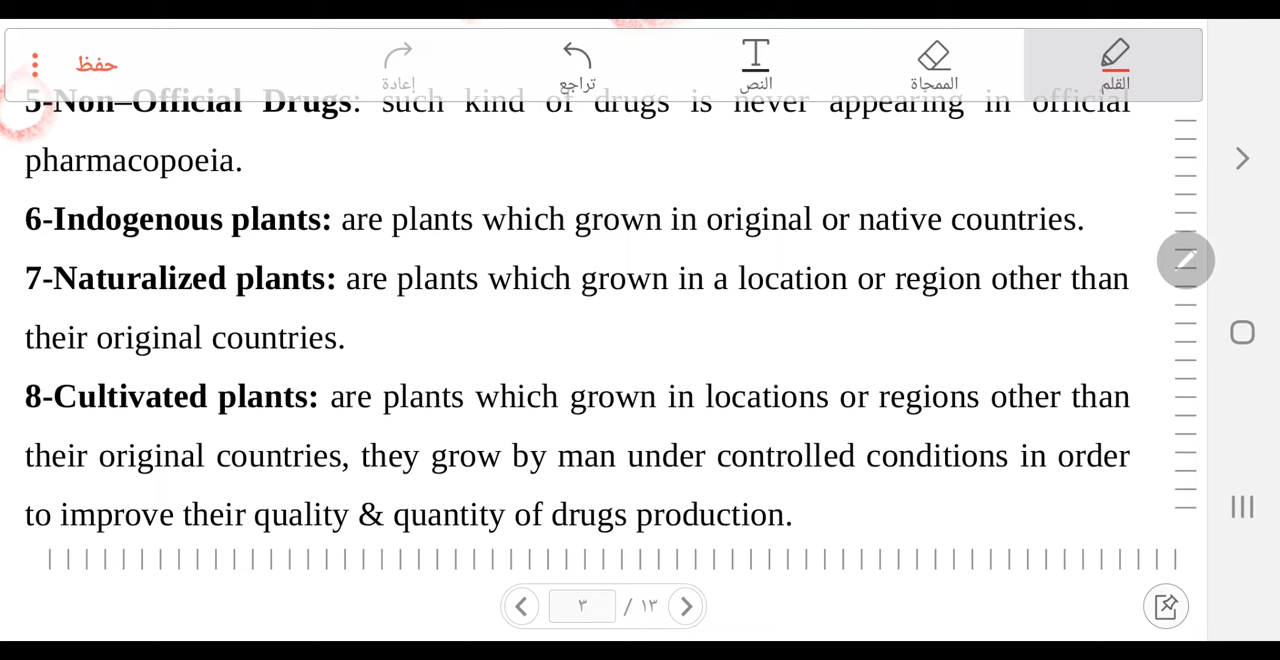 حفظ
إعادة
تراجع
النص
الممحاة
القلم
5-Non–Official Drugs: such kind of drugs is never appearing in official
pharmacopoeia.
6-Indogenous plants: are plants which grown in original or native countries.
7-Naturalized plants: are plants which grown in a location or region other than
their original countries.
8-Cultivated plants: are plants which grown in locations or regions other than
their original countries, they grow by man under controlled conditions in order
to improve their quality & quantity of drugs production.
٣ / ١٣